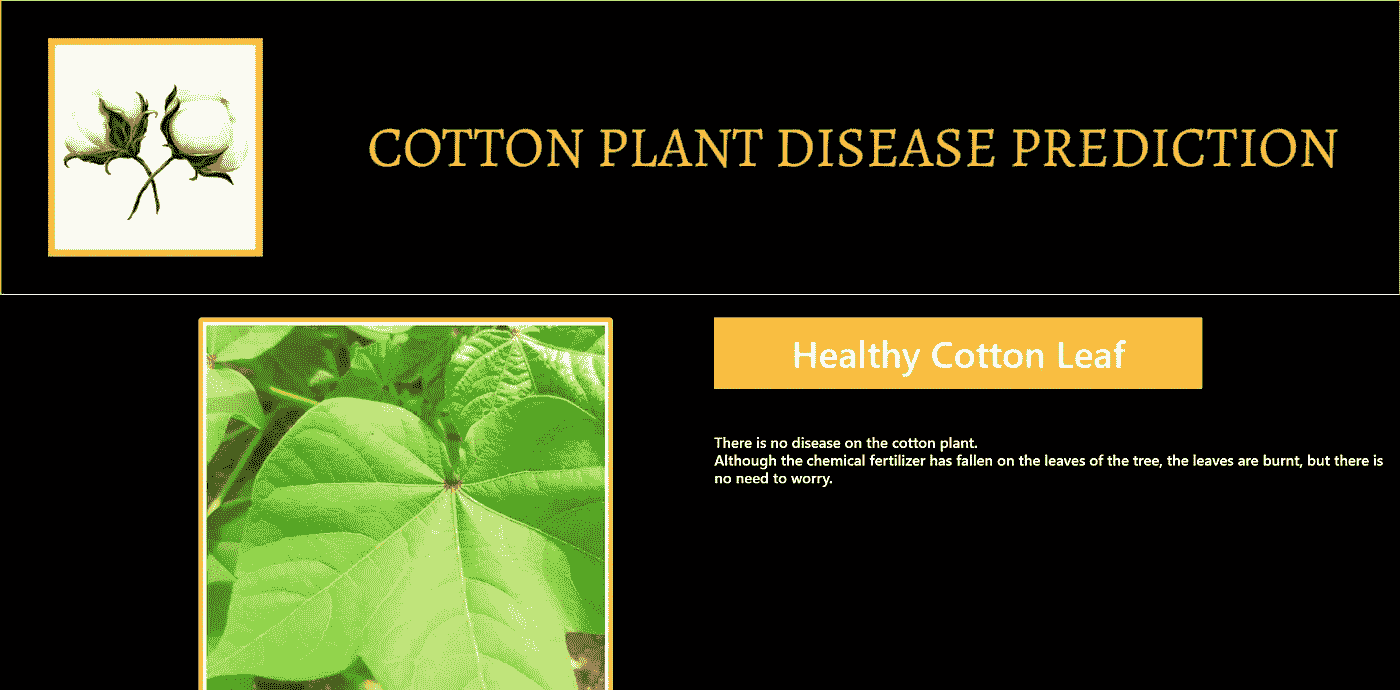 COTTON PLANT DISEASE PREDICTION
Healthy Cotton Leaf
There is no disease on the cotton plant.
Although the chemical fertilizer has fallen on the leaves of the tree, the leaves are burnt, but there is
no need to worry.